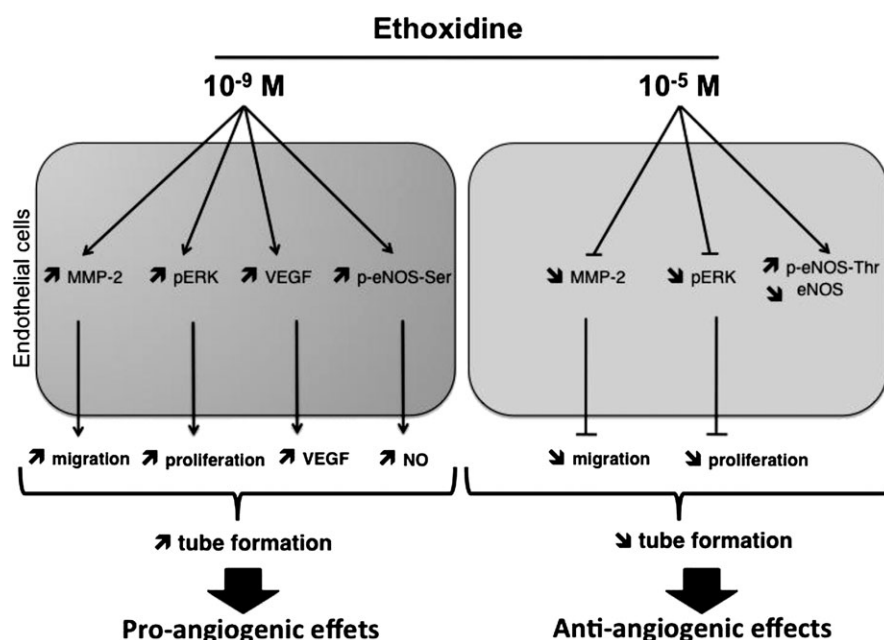 Ethoxidine
10⁻⁹ M
10⁻⁵ M
Endothelial cells
MMP-2
pERK
VEGF
p-eNOS-Ser
MMP-2
pERK
p-eNOS-Thr
eNOS
migration
proliferation
VEGF
NO
migration
proliferation
tube formation
tube formation
Pro-angiogenic effets
Anti-angiogenic effects